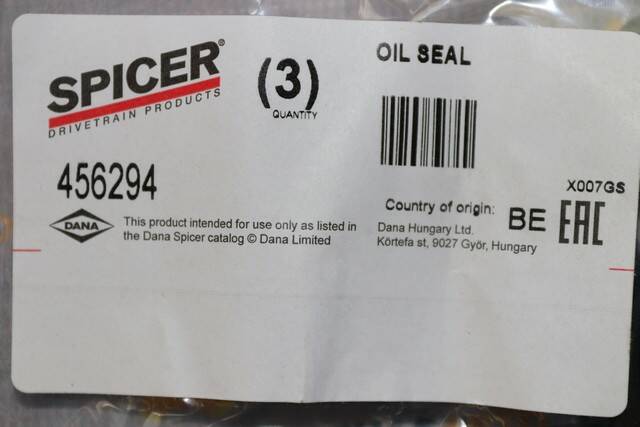 SPICER®
DRIVETRAIN PRODUCTS
(3)
QUANTITY
OIL SEAL
456294
X007GS
Country of origin: BE
EAC
DANA
This product intended for use only as listed in
the Dana Spicer catalog © Dana Limited
Dana Hungary Ltd.
Körtefa st, 9027 Györ, Hungary